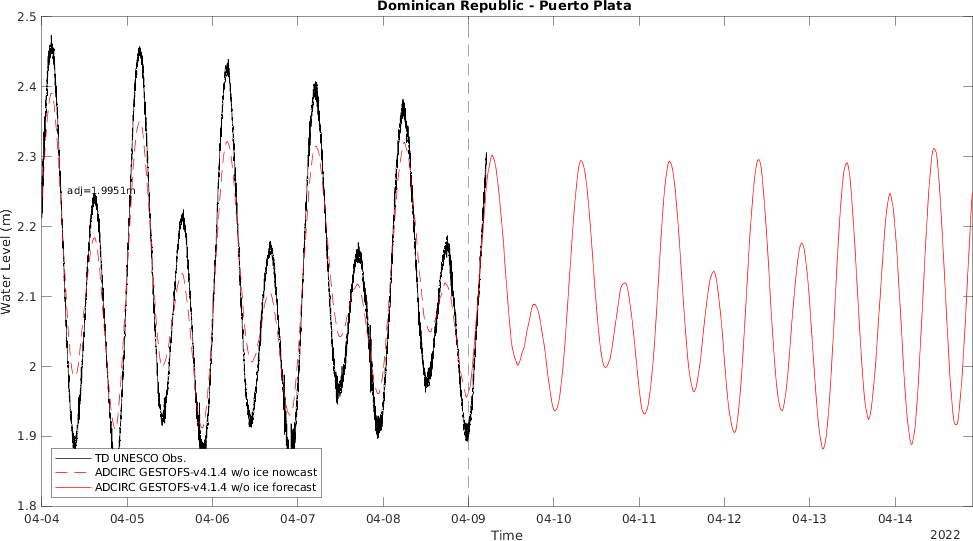 Dominican Republic - Puerto Plata
2.5
2.4
2.3
2.2
2.1
2
1.9
1.8
Water Level (m)
adj=1.9951m
TD UNESCO Obs.
ADCIRC GESTOFS-v4.1.4 w/o ice nowcast
ADCIRC GESTOFS-v4.1.4 w/o ice forecast
04-04 04-05 04-06 04-07 04-08 04-09 04-10 04-11 04-12 04-13 04-14
Time
2022